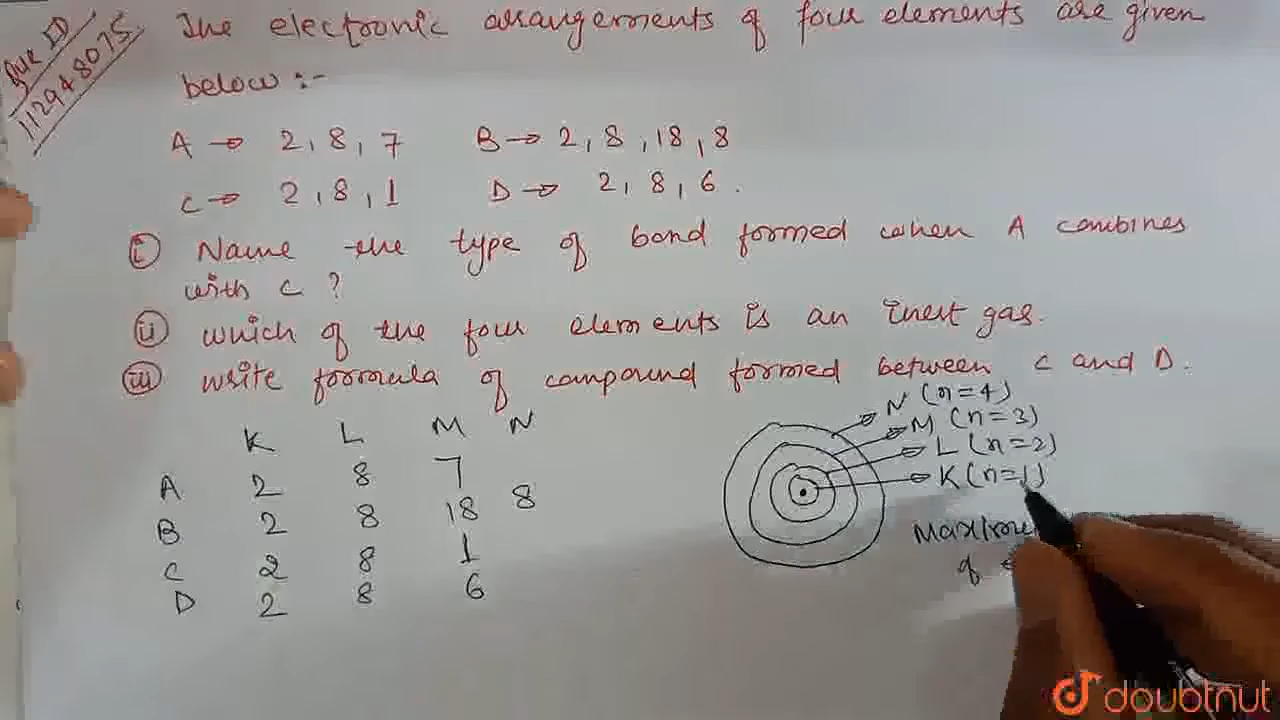 Que ID
112948075
The electronic arrangements of four elements are given
below :-
A → 2, 8, 7 B → 2, 8, 18, 8
C → 2, 8, 1 D → 2, 8, 6.
(i) Name the type of bond formed when A combines
with C ?
(ii) which of the four elements is an inert gas.
(iii) write formula of compound formed between C and D.
K L M N
A 2 8 7
B 2 8 18 8
C 2 8 1
D 2 8 6
N (n=4)
M (n=3)
L (n=2)
K (n=1)
of
doubtnut